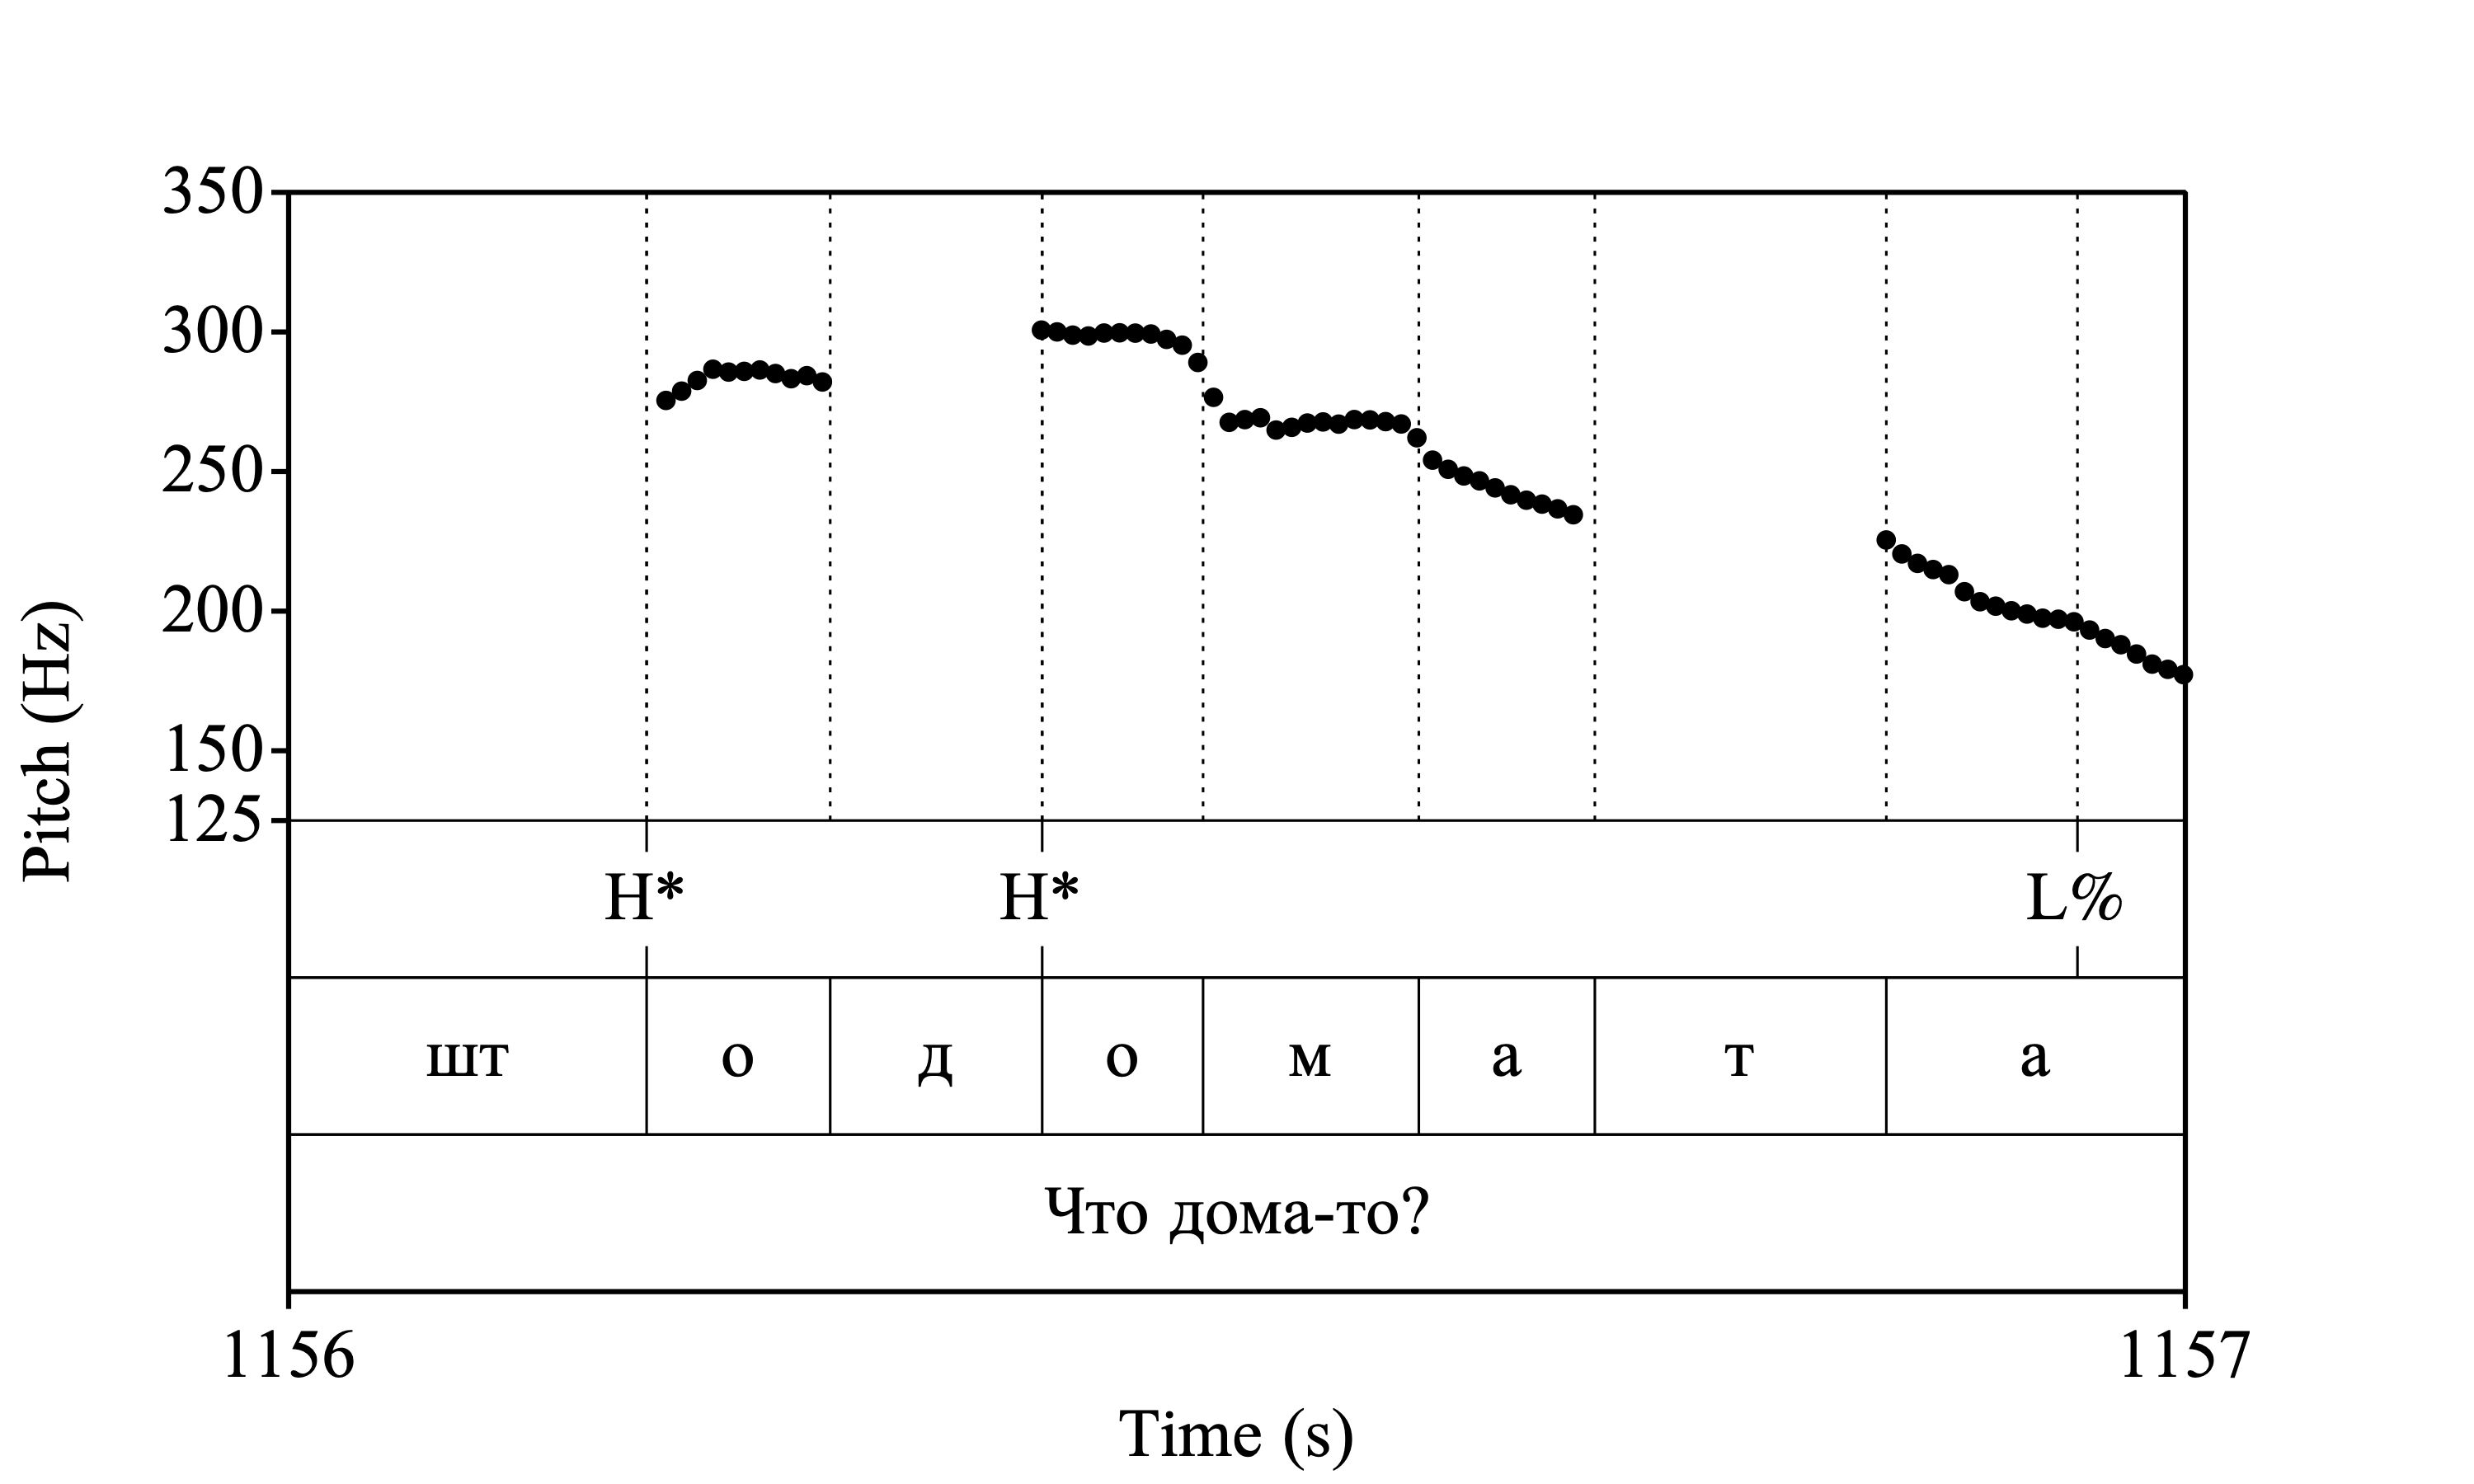 350
300
250
200
150
125
Pitch (Hz)
H* H* L%
шт о д о м а т а
Что дома-то?
1156 1157
Time (s)